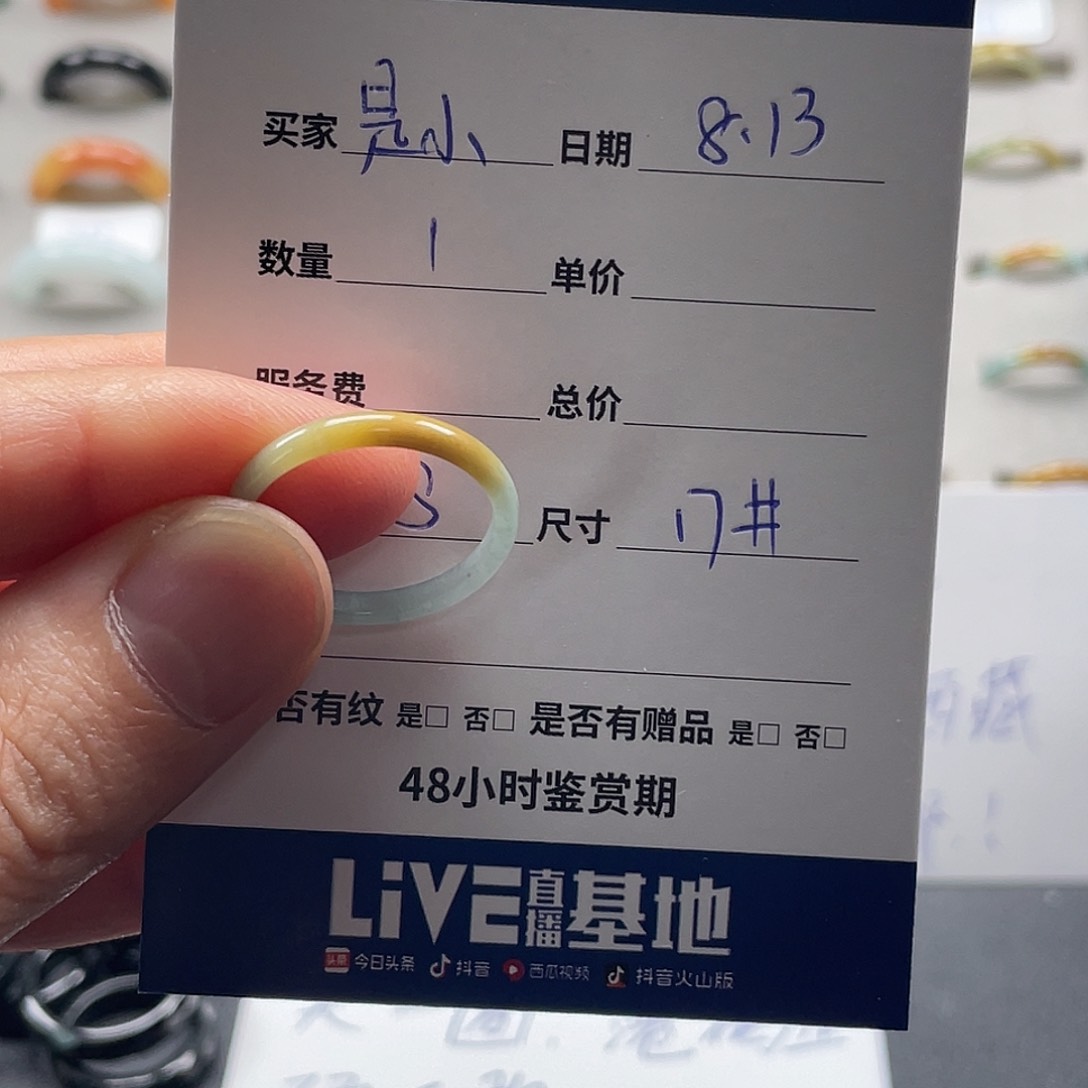 买家 是小 日期 8.13
数量 1 单价
服务费 总价
尺寸 17#
否有纹 是□ 否□ 是否有赠品 是□ 否□
48小时鉴赏期
LiVE直播基地
头条 今日头条 抖音 西瓜视频 抖音火山版